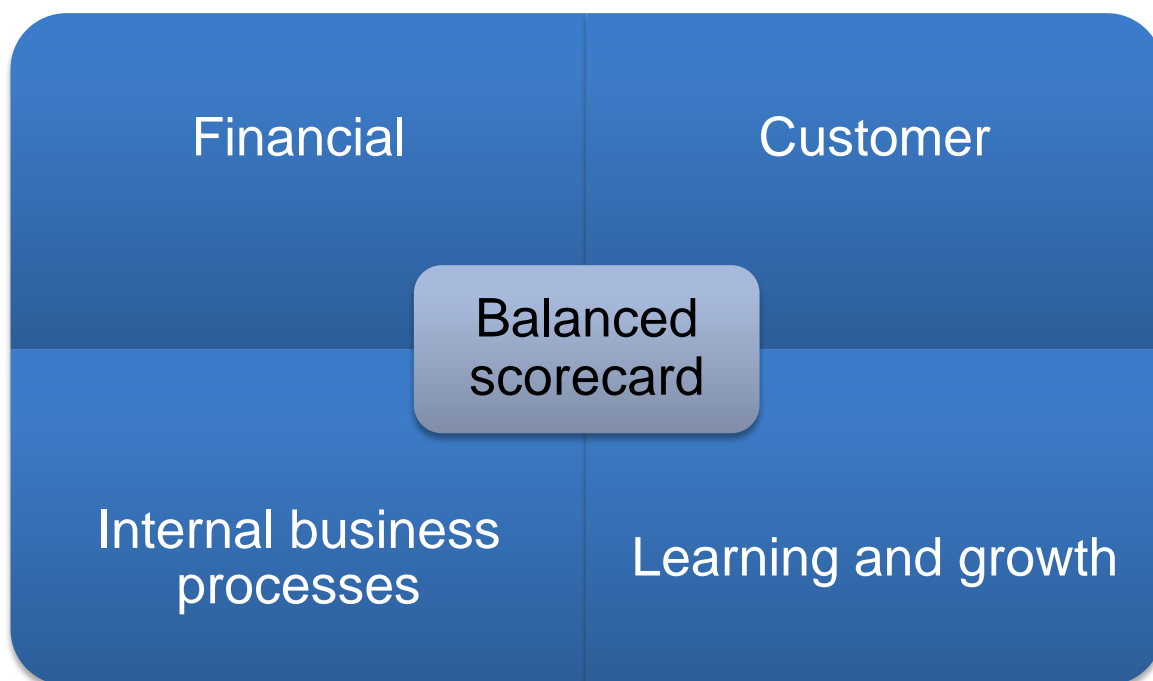 Financial
Customer
Balanced
scorecard
Internal business
processes
Learning and growth